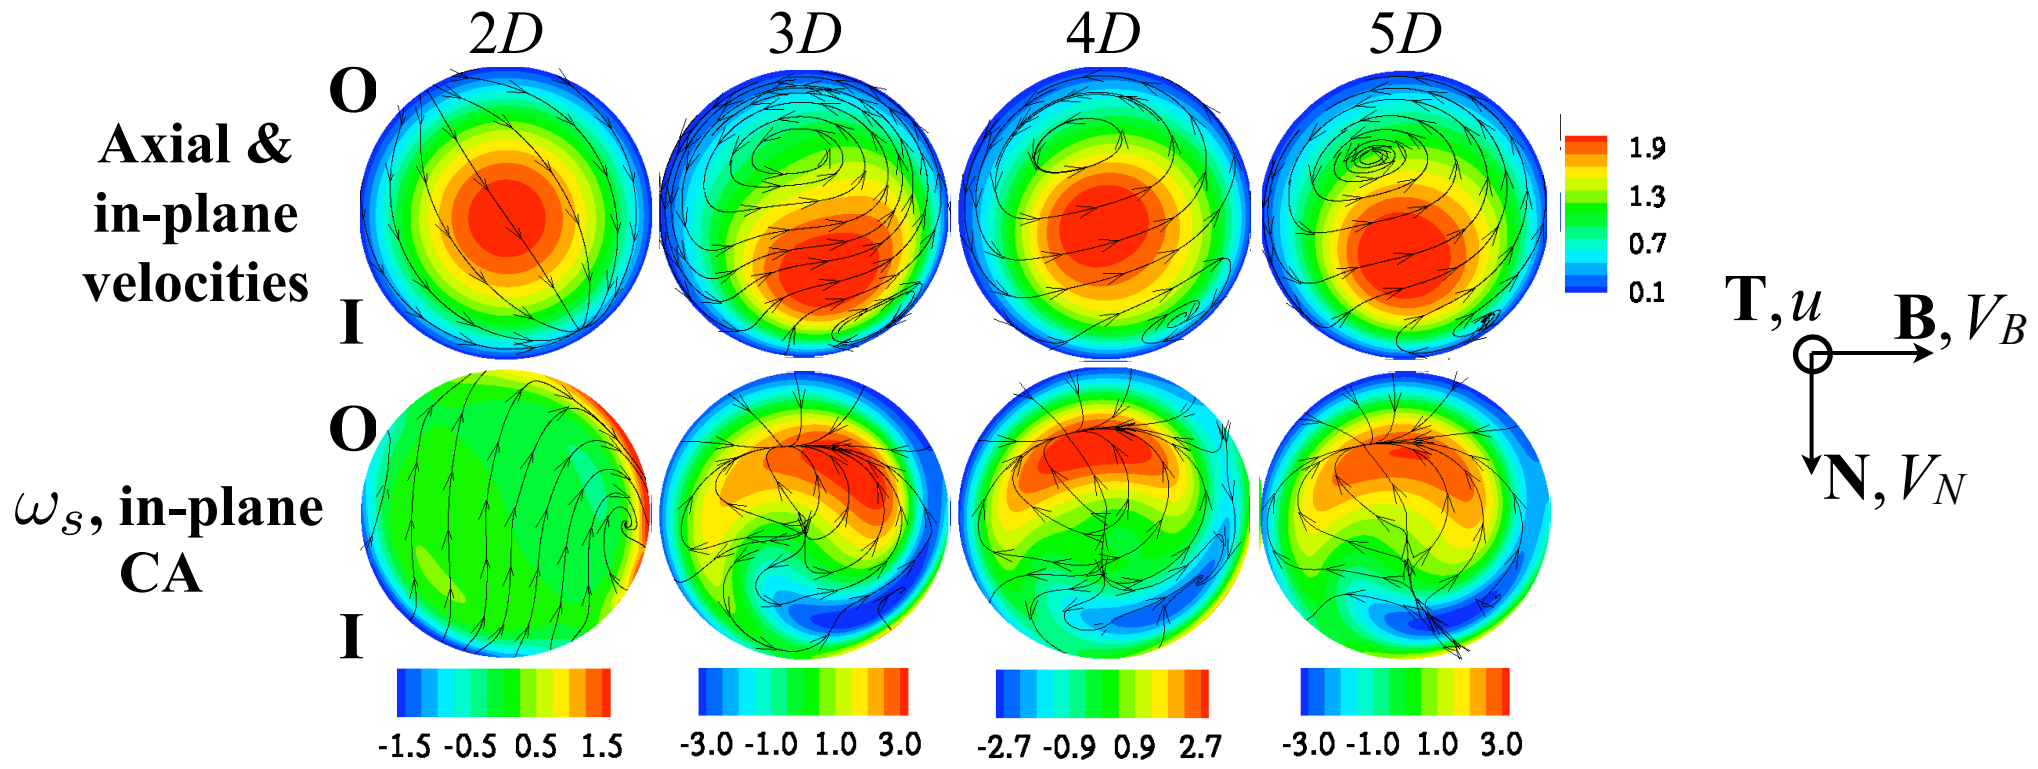 2D 3D 4D 5D
O
Axial &
in-plane
velocities
I
1.9
1.3
0.7
0.1
T, u
B, V_B
N, V_N
O
ω_s, in-plane
CA
I
-1.5 -0.5 0.5 1.5
-3.0 -1.0 1.0 3.0
-2.7 -0.9 0.9 2.7
-3.0 -1.0 1.0 3.0